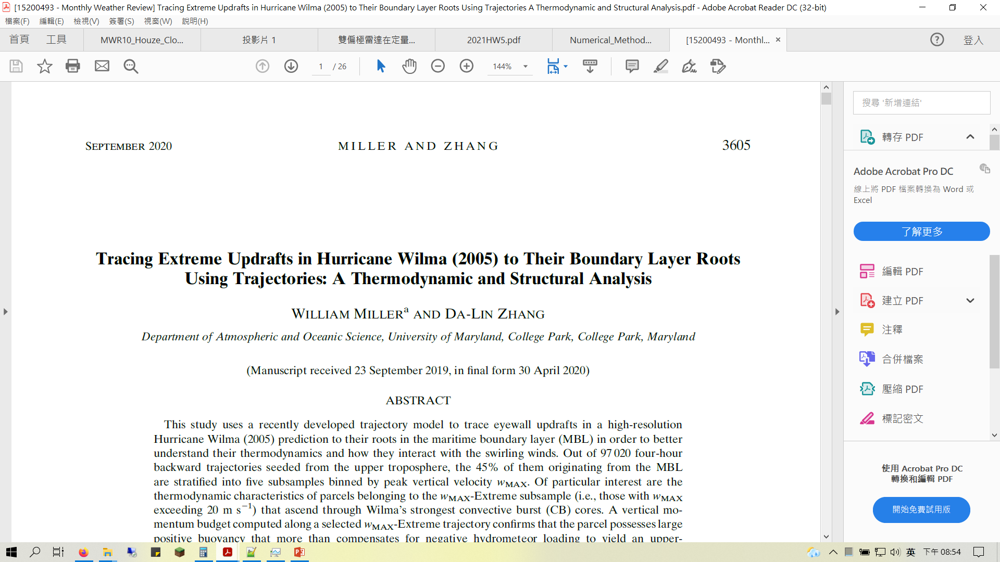 [15200493 - Monthly Weather Review] Tracing Extreme Updrafts in Hurricane Wilma (2005) to Their Boundary Layer Roots Using Trajectories A Thermodynamic and Structural Analysis.pdf - Adobe Acrobat Reader DC (32-bit)
檔案(F) 編輯(E) 檢視(V) 簽署(S) 視窗(W) 說明(H)
首頁 工具 MWR10_Houze_Clo... 投影片 1 雙偏極雷達在定量... 2021HW5.pdf Numerical_Method... [15200493 - Monthl... 登入
1 / 26 144%
SEPTEMBER 2020 MILLER AND ZHANG 3605
Tracing Extreme Updrafts in Hurricane Wilma (2005) to Their Boundary Layer Roots
Using Trajectories: A Thermodynamic and Structural Analysis
WILLIAM MILLERᵃ AND DA-LIN ZHANG
Department of Atmospheric and Oceanic Science, University of Maryland, College Park, College Park, Maryland
(Manuscript received 23 September 2019, in final form 30 April 2020)
ABSTRACT
This study uses a recently developed trajectory model to trace eyewall updrafts in a high-resolution
Hurricane Wilma (2005) prediction to their roots in the maritime boundary layer (MBL) in order to better
understand their thermodynamics and how they interact with the swirling winds. Out of 97 020 four-hour
backward trajectories seeded from the upper troposphere, the 45% of them originating from the MBL
are stratified into five subsamples binned by peak vertical velocity wMAX. Of particular interest are the
thermodynamic characteristics of parcels belonging to the wMAX-Extreme subsample (i.e., those with wMAX
exceeding 20 m s⁻¹) that ascend through Wilma's strongest convective burst (CB) cores. A vertical mo-
mentum budget computed along a selected wMAX-Extreme trajectory confirms that the parcel possesses large
positive buoyancy that more than compensates for negative hydrometeor loading to yield an upper-
搜尋 '新增連結'
轉存 PDF
Adobe Acrobat Pro DC
線上將 PDF 檔案轉換為 Word 或
Excel
了解更多
編輯 PDF
建立 PDF
注釋
合併檔案
壓縮 PDF
標記密文
使用 Acrobat Pro DC
轉換和編輯 PDF
開始免費試用版
英 下午 08:54